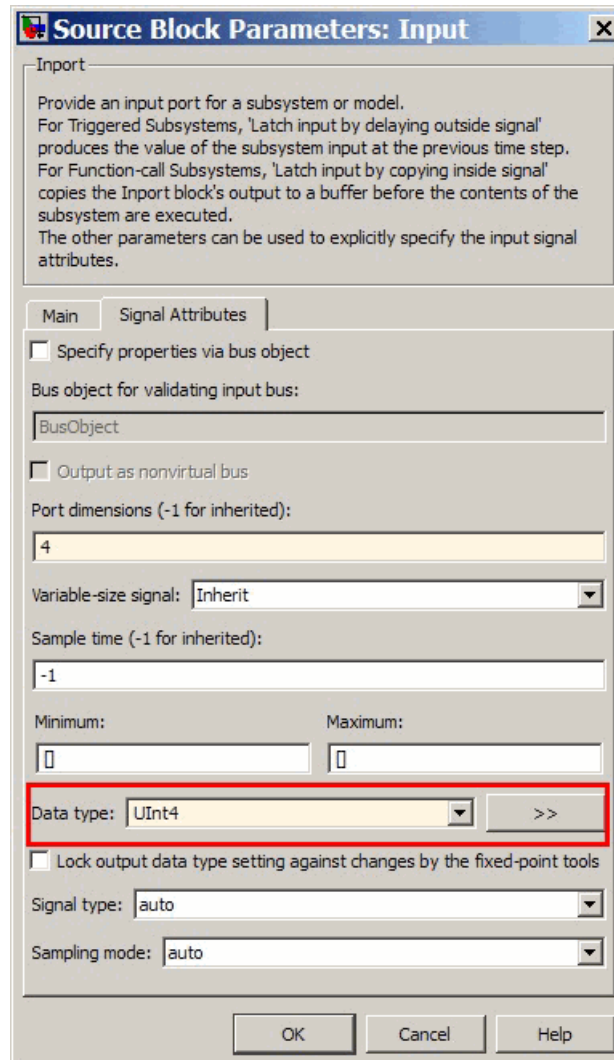 Source Block Parameters: Input
Inport
Provide an input port for a subsystem or model.
For Triggered Subsystems, 'Latch input by delaying outside signal'
produces the value of the subsystem input at the previous time step.
For Function-call Subsystems, 'Latch input by copying inside signal'
copies the Inport block's output to a buffer before the contents of the
subsystem are executed.
The other parameters can be used to explicitly specify the input signal
attributes.
Main Signal Attributes
Specify properties via bus object
Bus object for validating input bus:
BusObject
Output as nonvirtual bus
Port dimensions (-1 for inherited):
4
Variable-size signal: Inherit
Sample time (-1 for inherited):
-1
Minimum: Maximum:
[] []
Data type: UInt4 >>
Lock output data type setting against changes by the fixed-point tools
Signal type: auto
Sampling mode: auto
OK Cancel Help